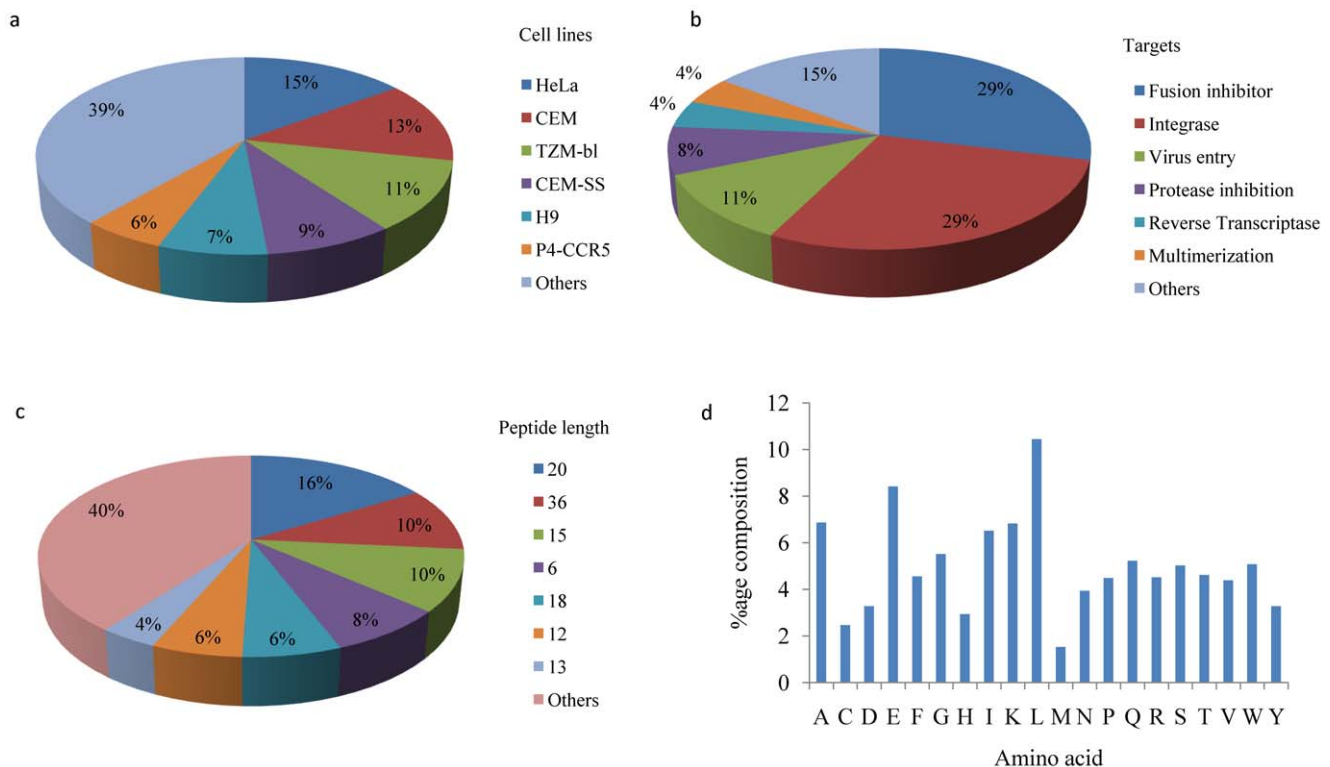 a
Cell lines
HeLa
CEM
TZM-bl
CEM-SS
H9
P4-CCR5
Others
15%
13%
11%
9%
7%
6%
39%
b
Targets
Fusion inhibitor
Integrase
Virus entry
Protease inhibition
Reverse Transcriptase
Multimerization
Others
29%
29%
11%
8%
4%
4%
15%
c
Peptide length
20
36
15
6
18
12
13
Others
16%
10%
10%
8%
6%
6%
4%
40%
d
%age composition
12
10
8
6
4
2
0
A C D E F G H I K L M N P Q R S T V W Y
Amino acid